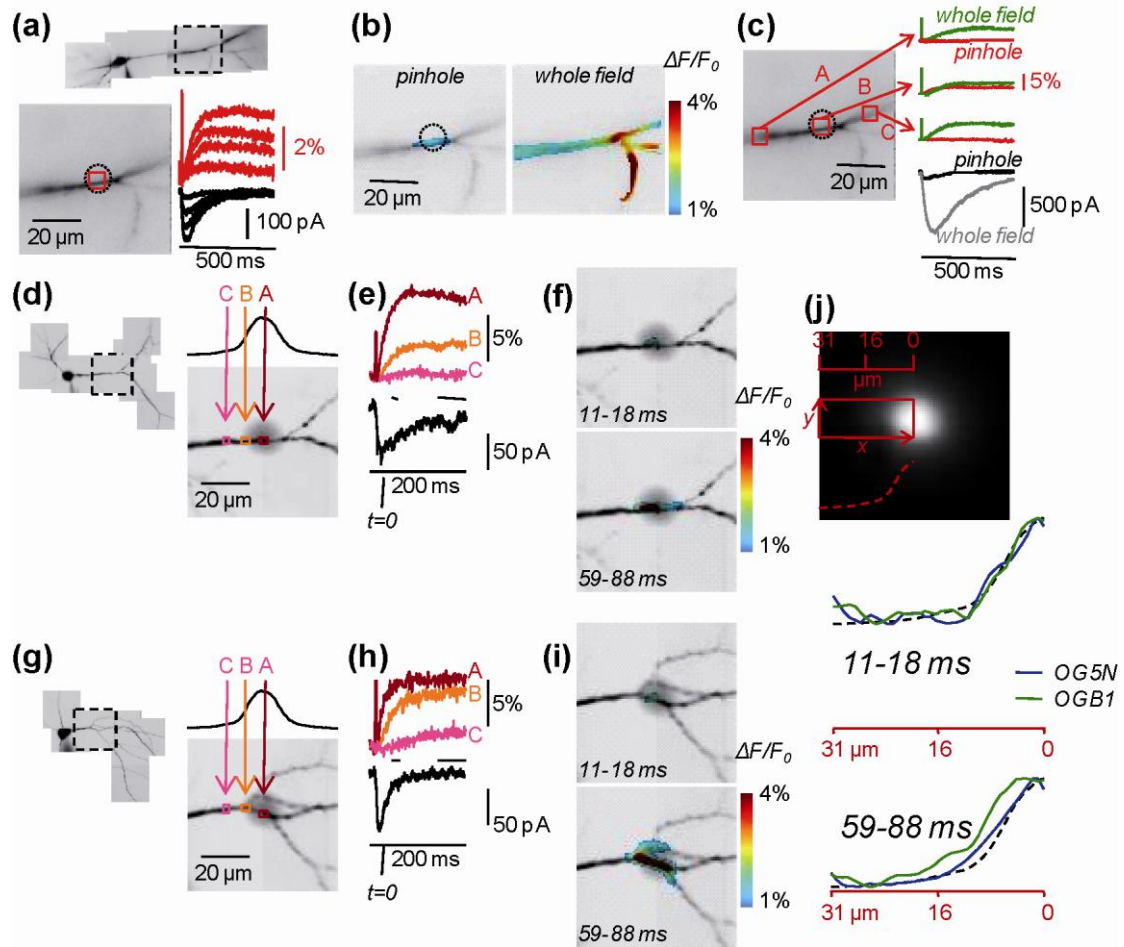 (a)
20 µm
2%
100 pA
500 ms
(b)
pinhole
whole field
ΔF/F0
4%
1%
20 µm
(c)
A
B
C
20 µm
whole field
pinhole
5%
pinhole
500 pA
whole field
500 ms
(d)
C B A
20 µm
(e)
A
B
C
5%
50 pA
200 ms
t=0
(f)
11-18 ms
ΔF/F0
4%
1%
59-88 ms
(g)
C B A
20 µm
(h)
A
B
C
5%
50 pA
200 ms
t=0
(i)
11-18 ms
ΔF/F0
4%
1%
59-88 ms
(j)
31 16 0
µm
y
x
11-18 ms
OG5N
OGB1
31 µm 16 0
59-88 ms
31 µm 16 0